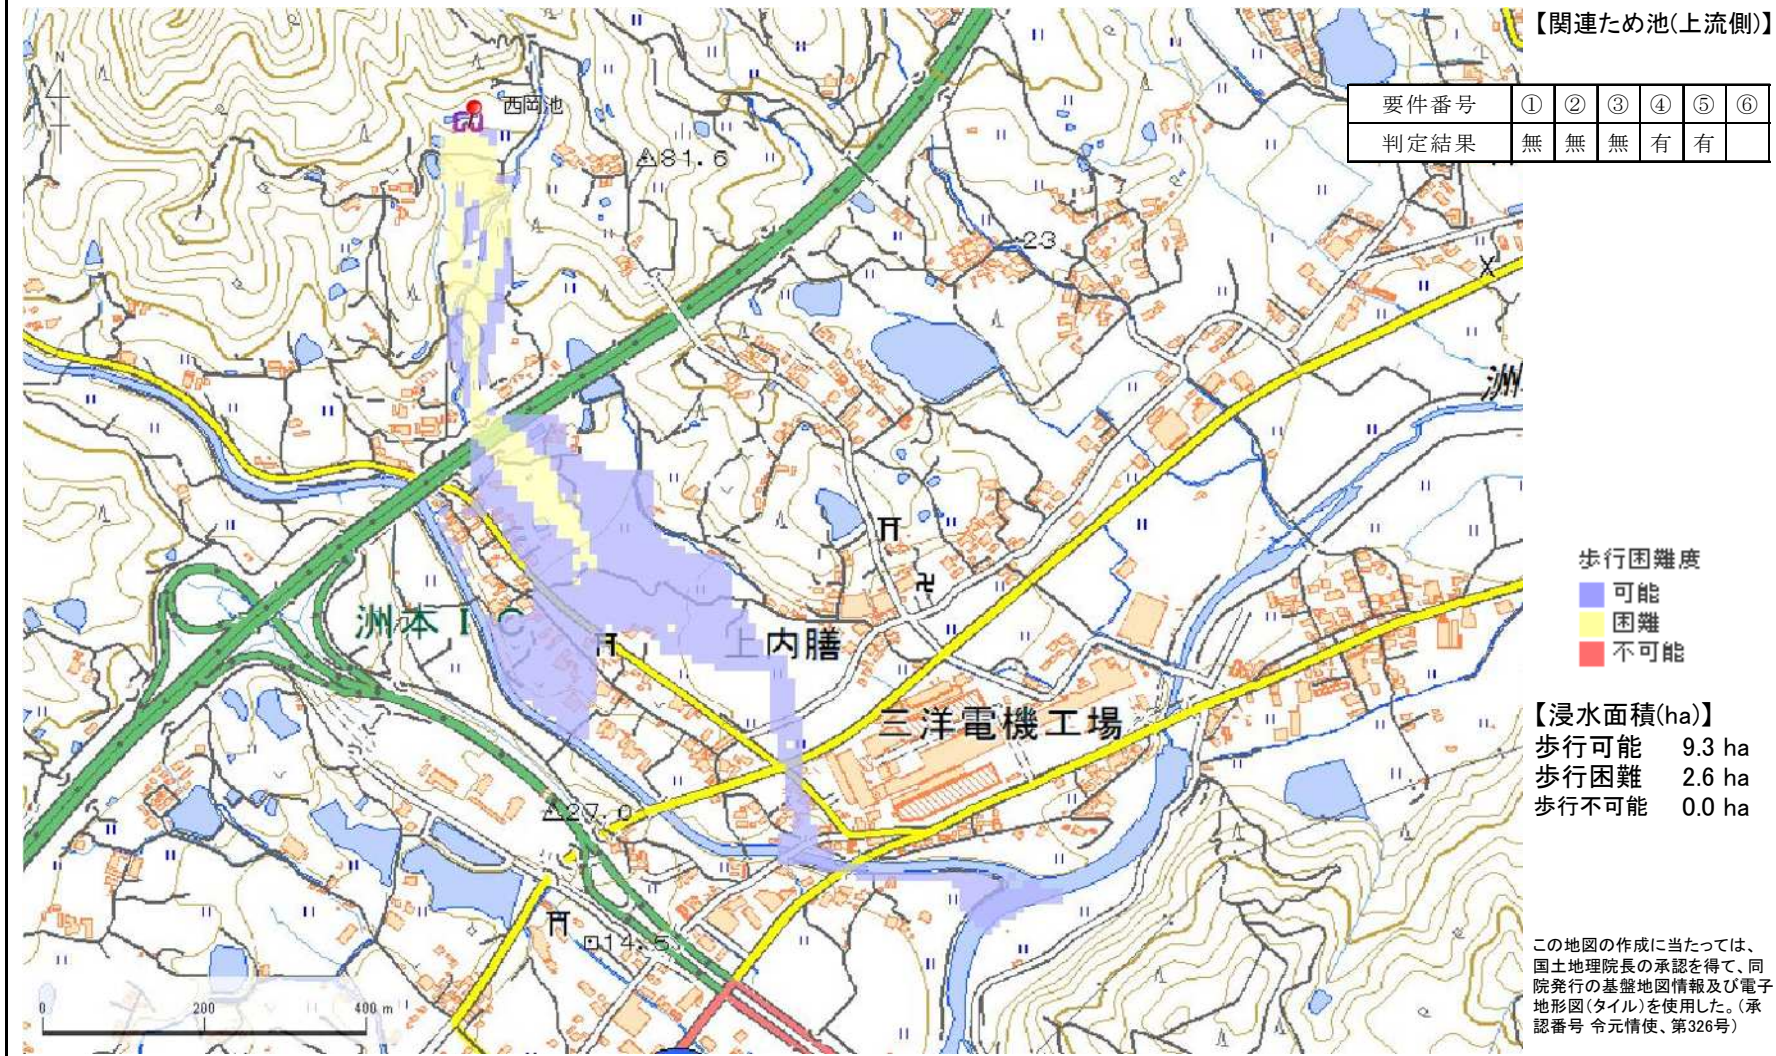 【関連ため池(上流側)】
要件番号 ① ② ③ ④ ⑤ ⑥
判定結果 無 無 無 有 有
N
西岡池
81.6
23
洲
洲本IC
上内膳
三洋電機工場
27.0
14.5
0 200 400 m
歩行困難度
可能
困難
不可能
【浸水面積(ha)】
歩行可能 9.3 ha
歩行困難 2.6 ha
歩行不可能 0.0 ha
この地図の作成に当たっては、
国土地理院長の承認を得て、同
院発行の基盤地図情報及び電子
地形図(タイル)を使用した。(承
認番号 令元情使、第326号)